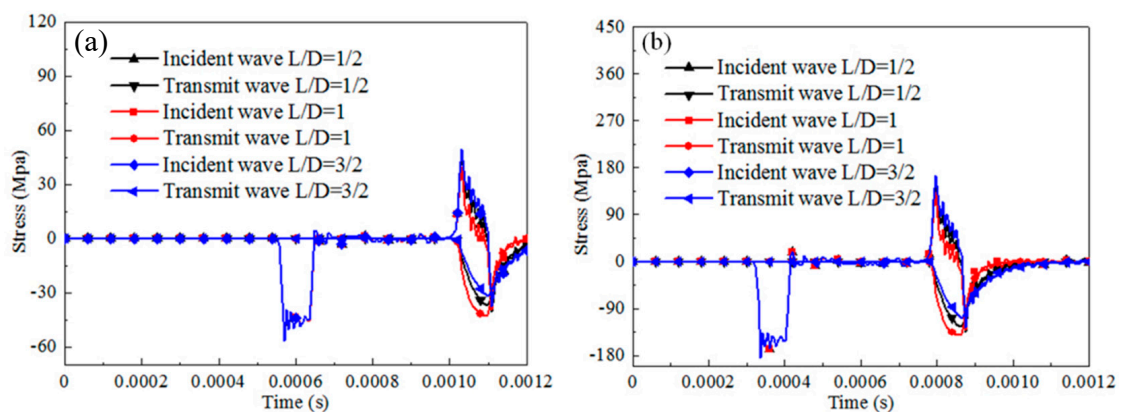 (a)
120
90
60
30
0
-30
-60
Stress (Mpa)
Incident wave L/D=1/2
Transmit wave L/D=1/2
Incident wave L/D=1
Transmit wave L/D=1
Incident wave L/D=3/2
Transmit wave L/D=3/2
0 0.0002 0.0004 0.0006 0.0008 0.0010 0.0012
Time (s)
(b)
450
360
270
180
90
0
-90
-180
Stress (Mpa)
Incident wave L/D=1/2
Transmit wave L/D=1/2
Incident wave L/D=1
Transmit wave L/D=1
Incident wave L/D=3/2
Transmit wave L/D=3/2
0 0.0002 0.0004 0.0006 0.0008 0.0010 0.0012
Time (s)